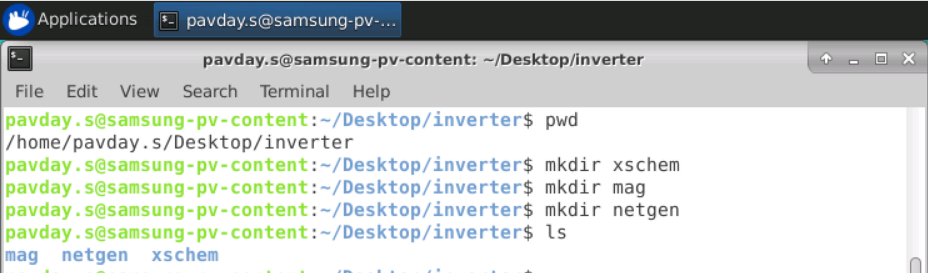 Applications
pavday.s@samsung-pv-...
pavday.s@samsung-pv-content: ~/Desktop/inverter
File Edit View Search Terminal Help
pavday.s@samsung-pv-content:~/Desktop/inverter$ pwd
/home/pavday.s/Desktop/inverter
pavday.s@samsung-pv-content:~/Desktop/inverter$ mkdir xschem
pavday.s@samsung-pv-content:~/Desktop/inverter$ mkdir mag
pavday.s@samsung-pv-content:~/Desktop/inverter$ mkdir netgen
pavday.s@samsung-pv-content:~/Desktop/inverter$ ls
mag netgen xschem